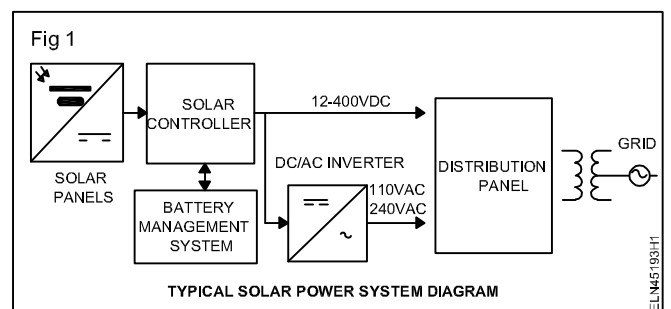 Fig 1
SOLAR
PANELS
SOLAR
CONTROLLER
BATTERY
MANAGEMENT
SYSTEM
12-400VDC
DC/AC INVERTER
110VAC
240VAC
DISTRIBUTION
PANEL
GRID
TYPICAL SOLAR POWER SYSTEM DIAGRAM
ELN45193H1